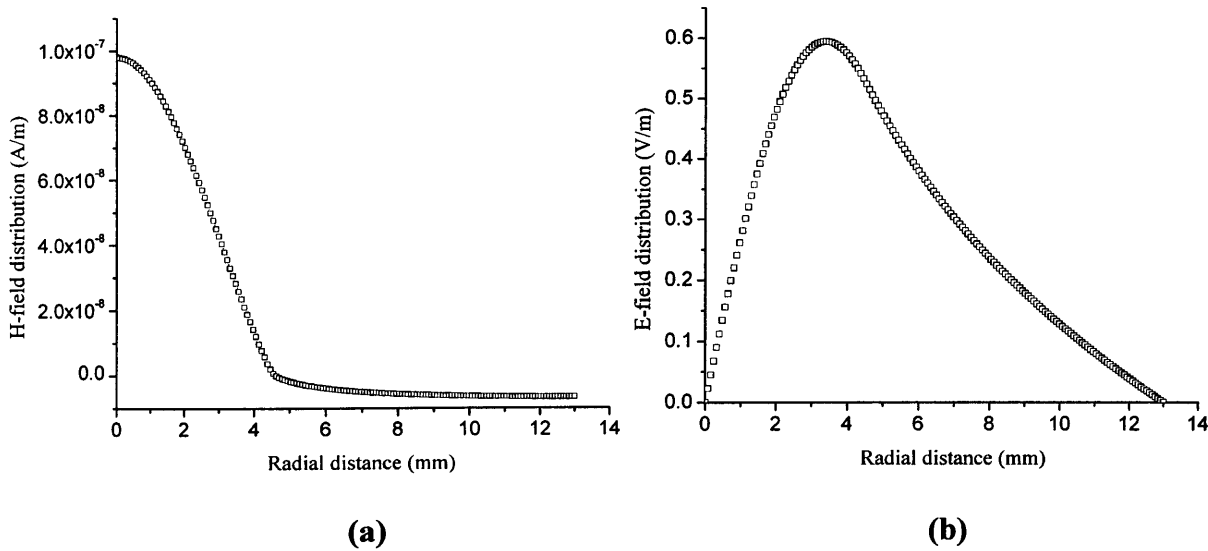 1.0x10⁻⁷
8.0x10⁻⁸
6.0x10⁻⁸
4.0x10⁻⁸
2.0x10⁻⁸
0.0
H-field distribution (A/m)
0 2 4 6 8 10 12 14
Radial distance (mm)
(a)
0.6
0.5
0.4
0.3
0.2
0.1
0.0
E-field distribution (V/m)
0 2 4 6 8 10 12 14
Radial distance (mm)
(b)